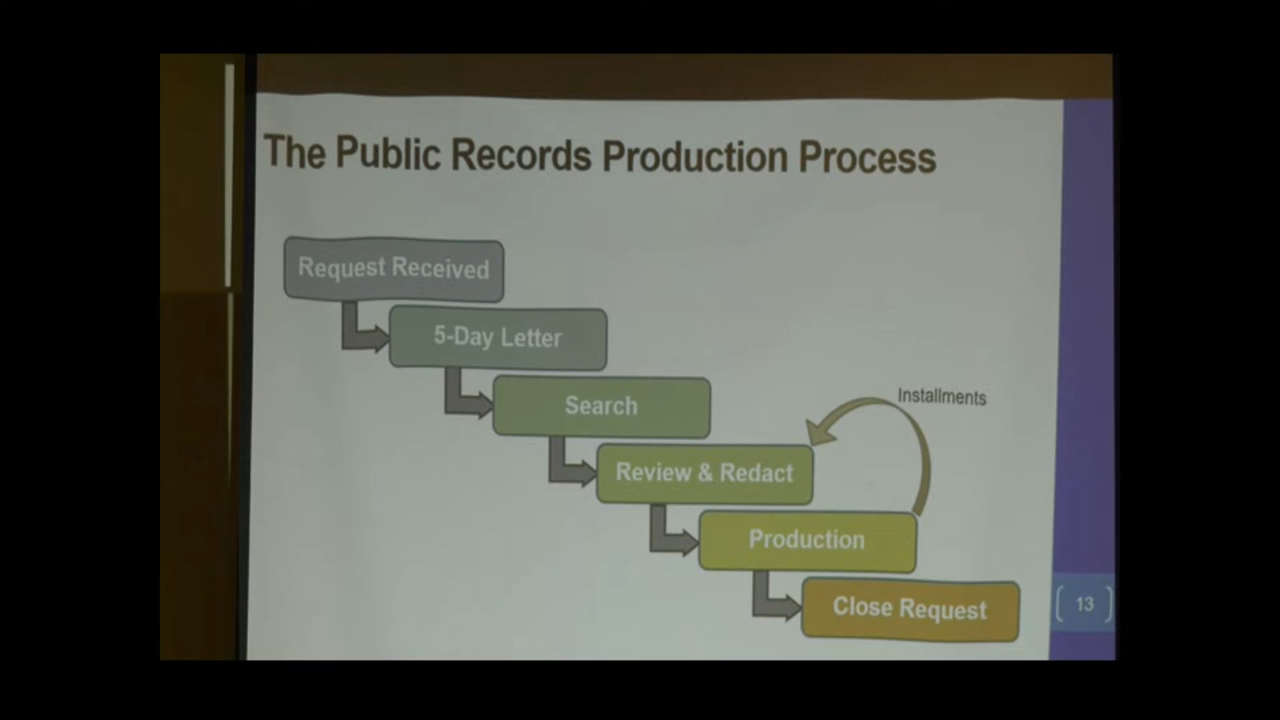 The Public Records Production Process
Request Received
5-Day Letter
Search
Installments
Review & Redact
Production
Close Request
13